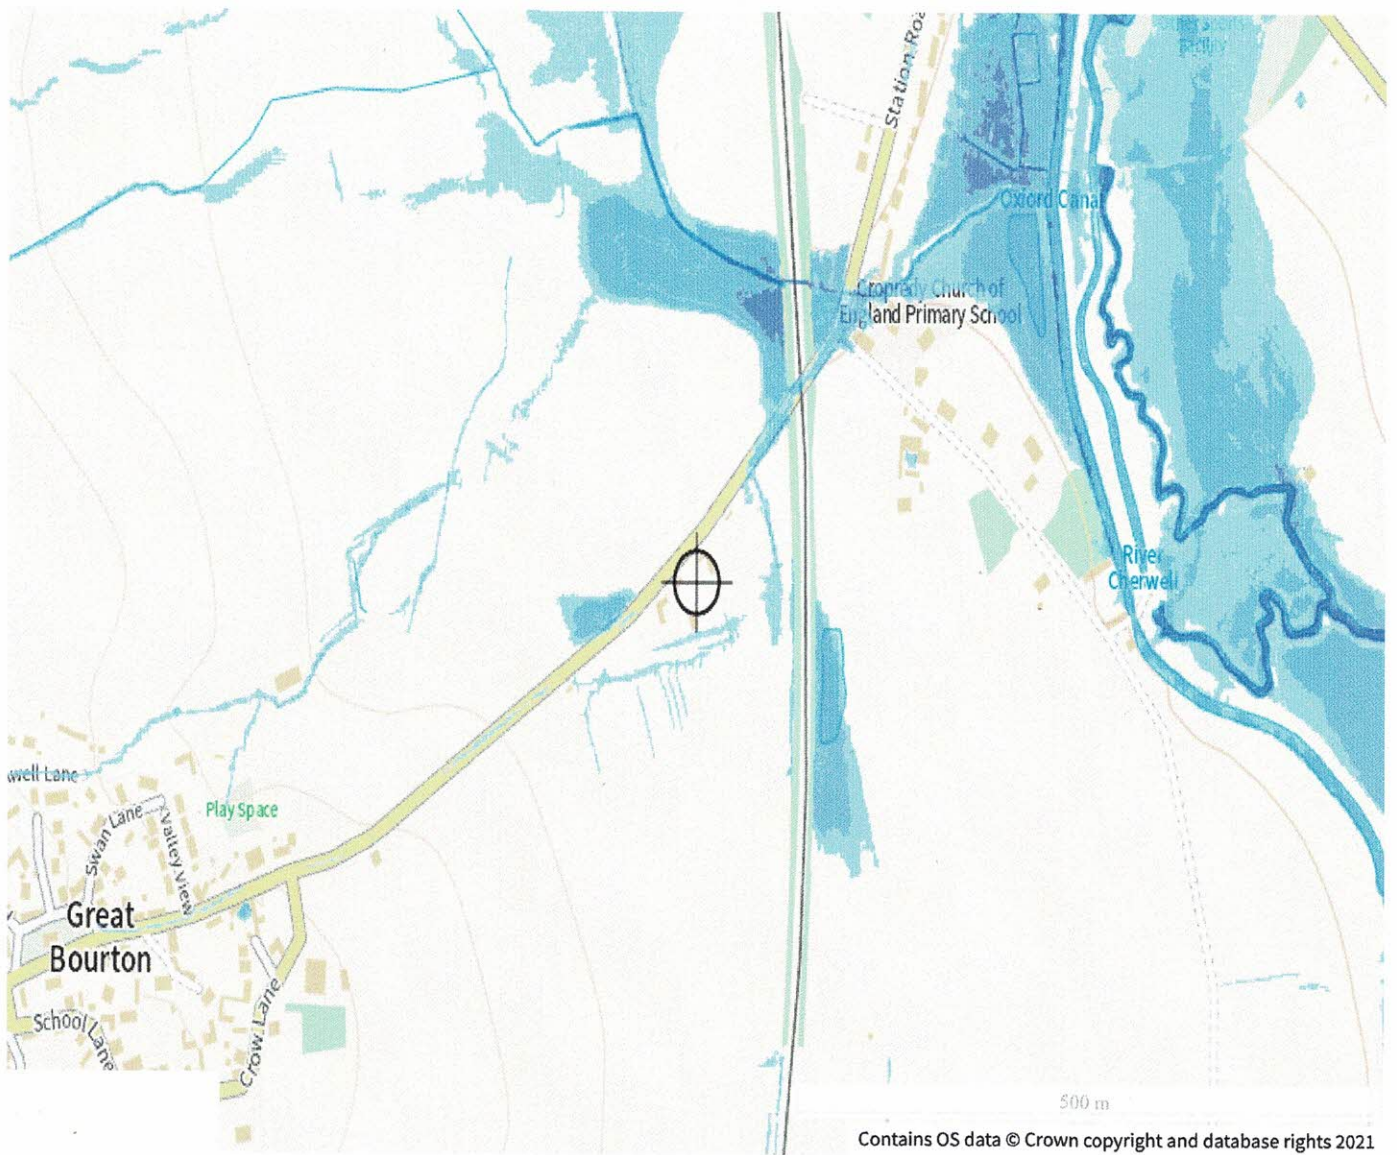 Station Roa
Facility
Oxford Canal
Cropredy Church of
England Primary School
River
Cherwell
well Lane
Play Space
Swan Lane
Valley View
Great
Bourton
School Lane
Crow Lane
500 m
Contains OS data © Crown copyright and database rights 2021